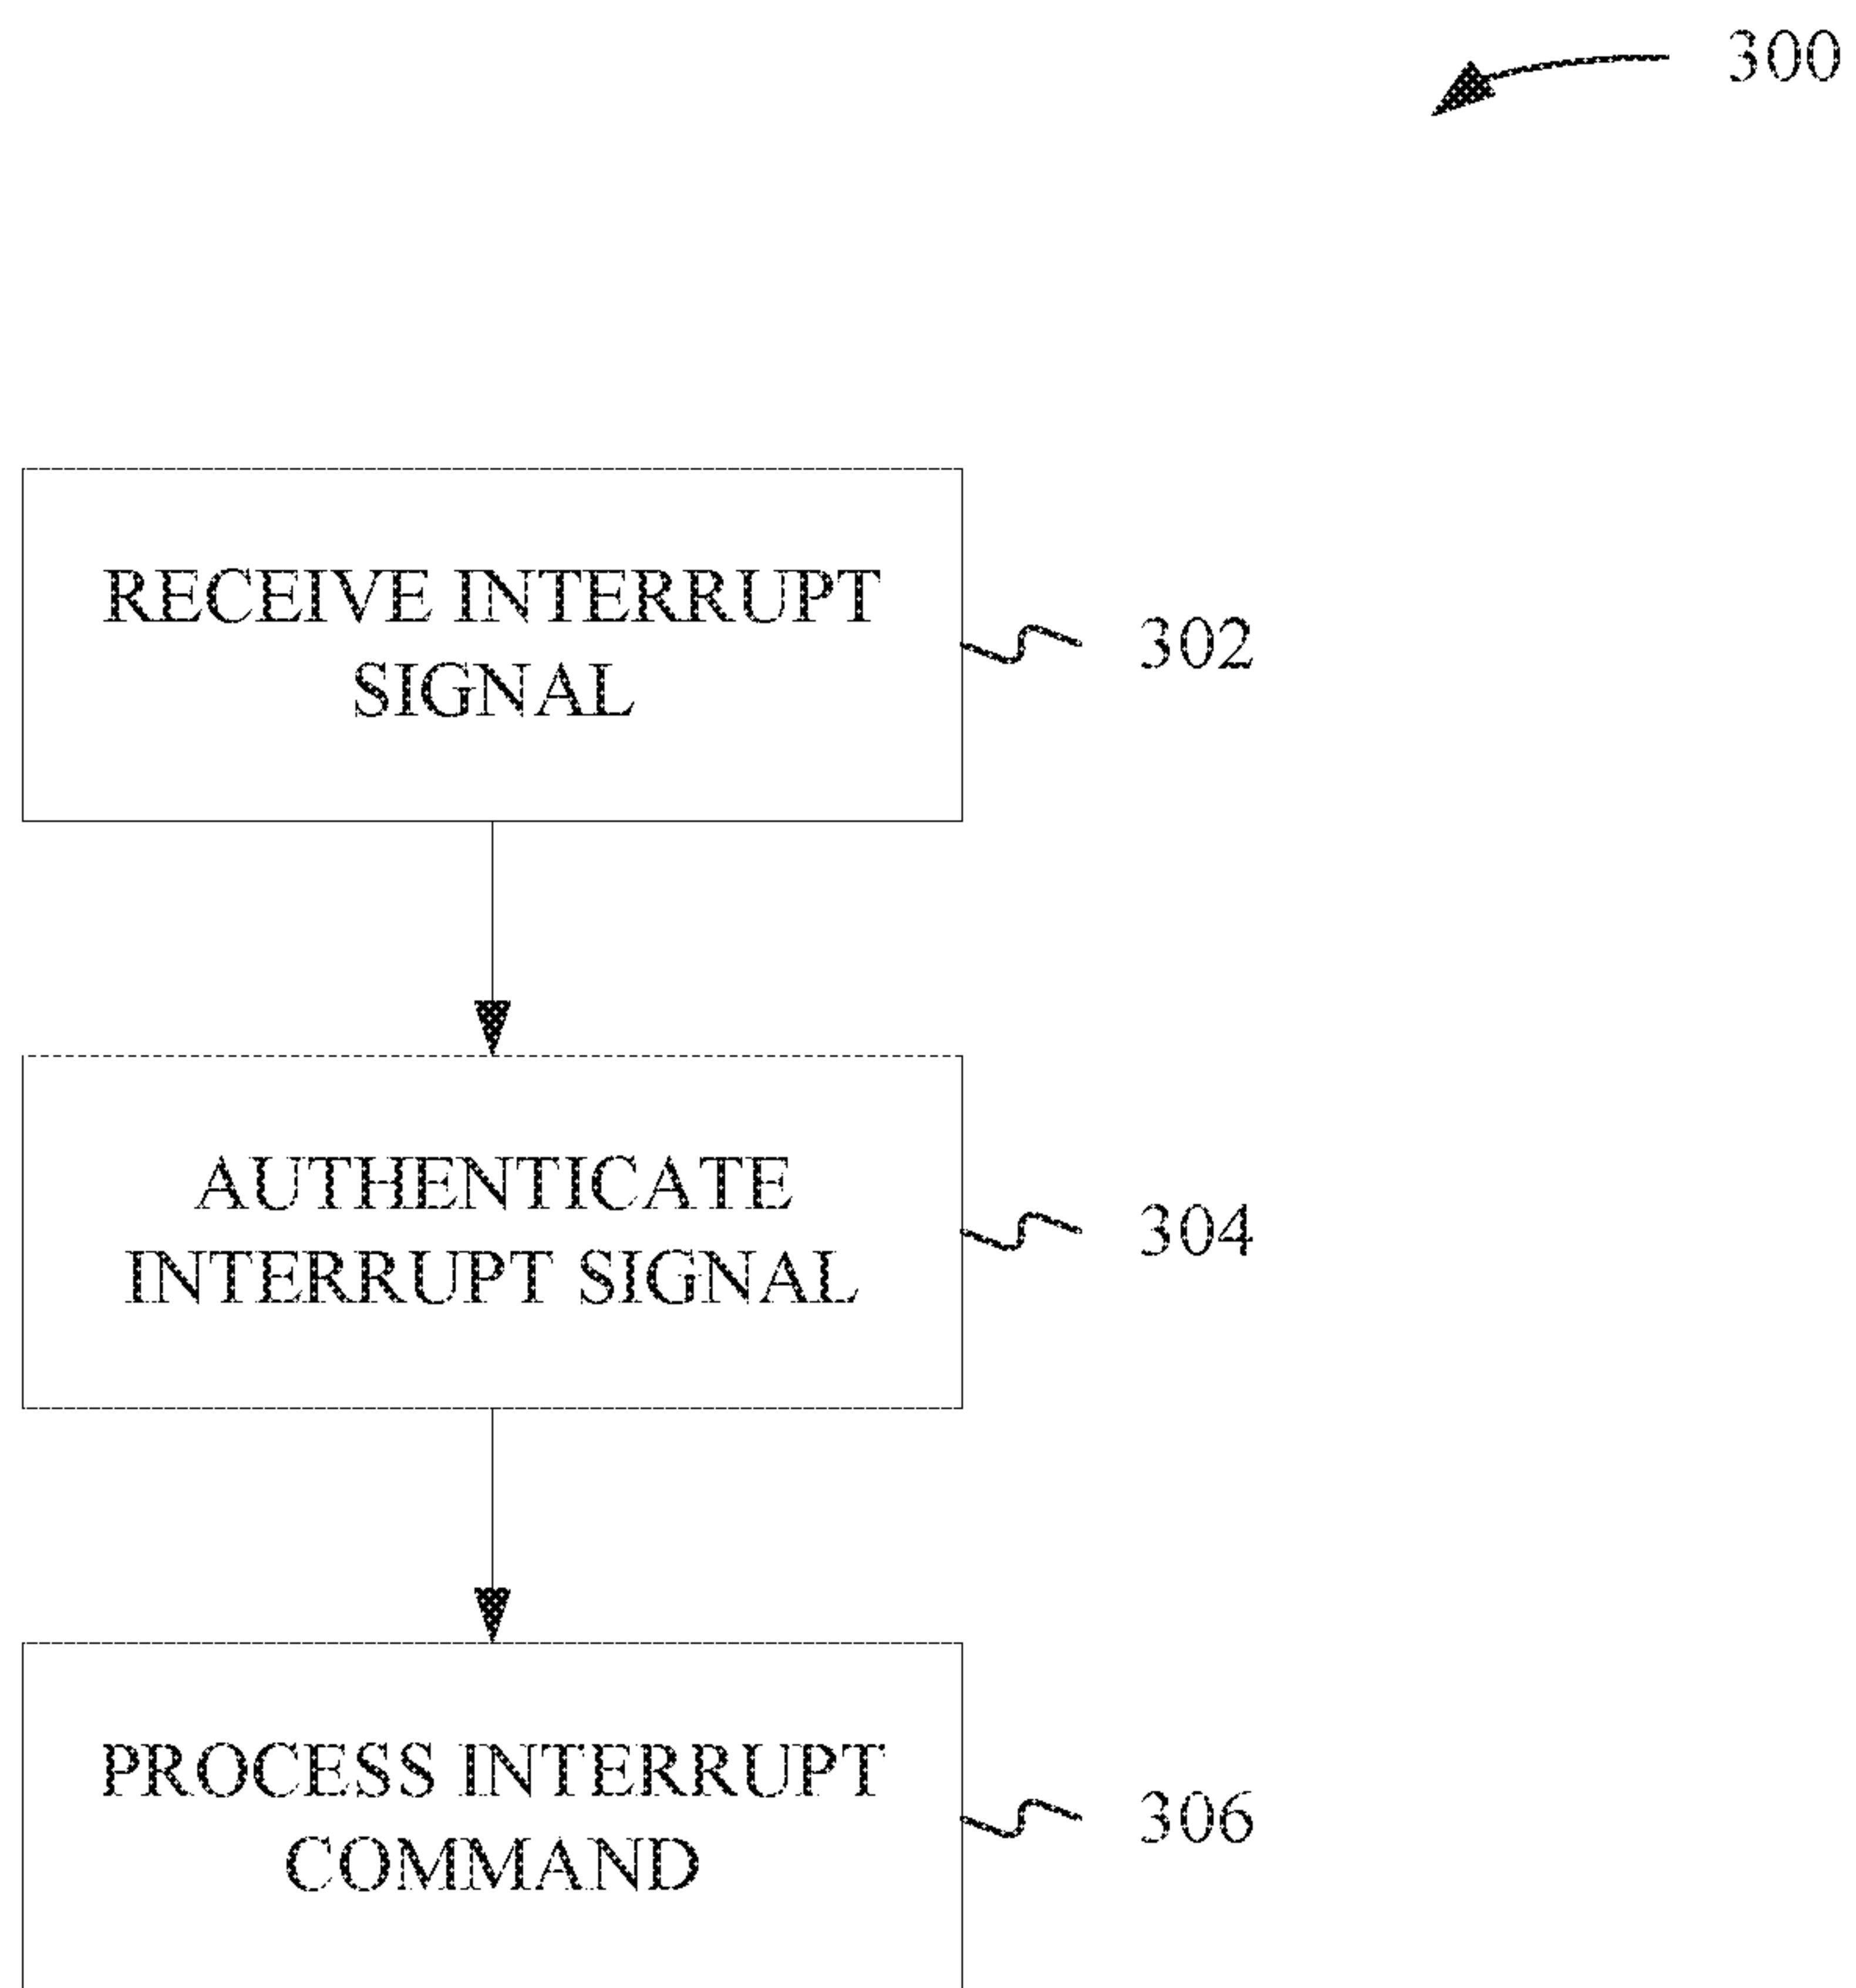 300
RECEIVE INTERRUPT
SIGNAL
302
AUTHENTICATE
INTERRUPT SIGNAL
304
PROCESS INTERRUPT
COMMAND
306